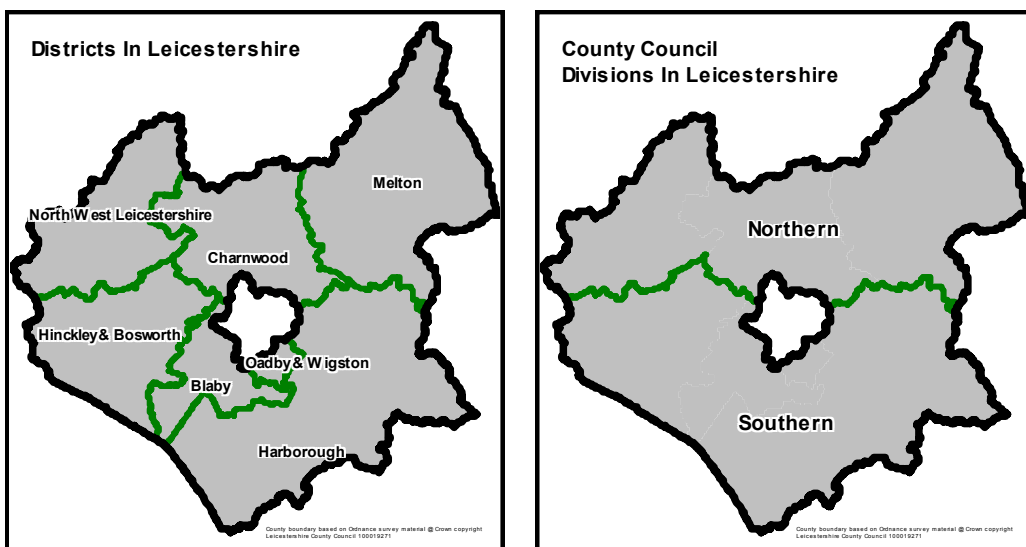 Districts In Leicestershire
Melton
North West Leicestershire
Charnwood
Hinckley & Bosworth
Oadby & Wigston
Blaby
Harborough
County boundary based on Ordnance survey material @ Crown copyright
Leicestershire County Council 100019271
County Council
Divisions In Leicestershire
Northern
Southern
County boundary based on Ordnance survey material @ Crown copyright
Leicestershire County Council 100019271